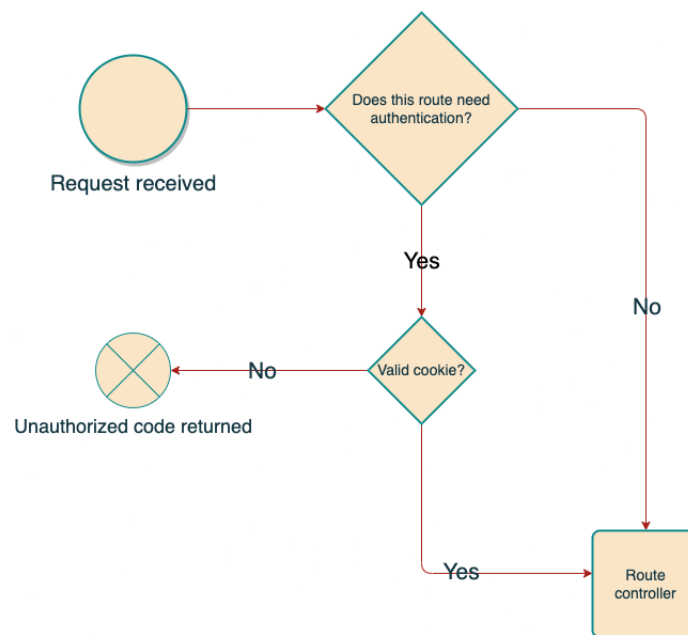 Does this route need
authentication?
Request received
Yes
No
Valid cookie?
No
Unauthorized code returned
Yes
Route
controller